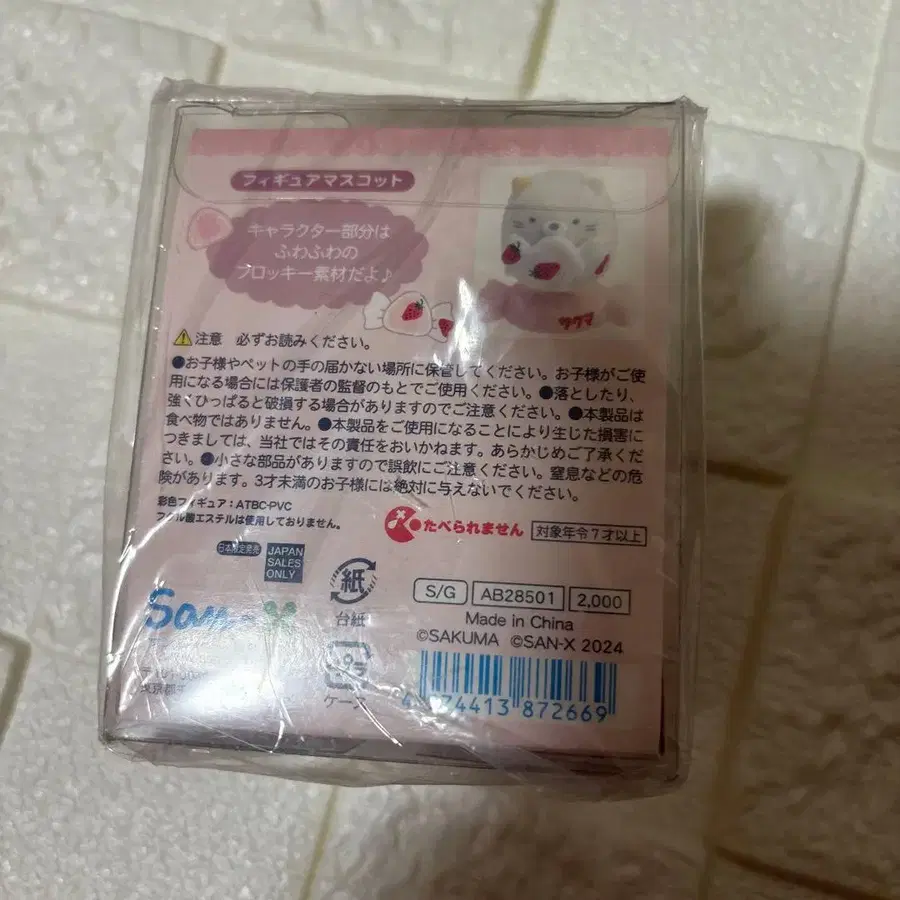 フィギュアマスコット
キャラクター部分は
ふわふわの
フロッキー素材だよ♪
サクマ
注意 必ずお読みください。
●お子様やペットの手の届かない場所に保管してください。お子様がご使
用になる場合には保護者の監督のもとでご使用ください。●落としたり、
強くひっぱると破損する場合がありますのでご注意ください。●本製品は
食べ物ではありません。●本製品をご使用になることにより生じた損害に
つきましては、当社ではその責任をおいかねます。あらかじめご了承くだ
さい。●小さな部品がありますので誤飲にご注意ください。窒息などの危
険があります。3才未満のお子様には絶対に与えないでください。
彩色フィギュア：ATBC-PVC
フタル酸エステルは使用しておりません。
たべられません
対象年令7才以上
日本限定発売
JAPAN
SALES
ONLY
紙
台紙
S/G AB28501 2,000
Made in China
©SAKUMA ©SAN-X 2024
San-X
東京都千
ケース
872669